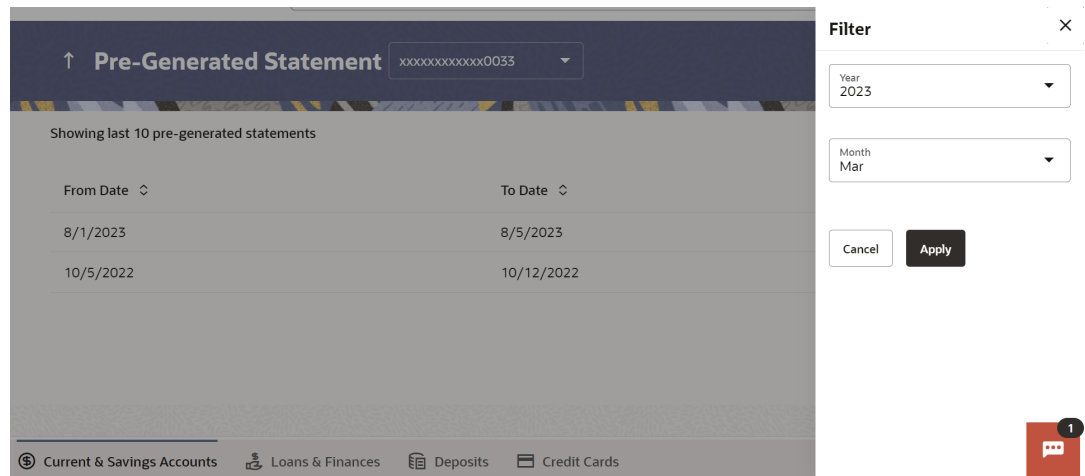 Pre-Generated Statement xxxxxxxxxxxx0033
Showing last 10 pre-generated statements
From Date To Date
8/1/2023 8/5/2023
10/5/2022 10/12/2022
Current & Savings Accounts Loans & Finances Deposits Credit Cards
Filter
Year
2023
Month
Mar
Cancel Apply
1